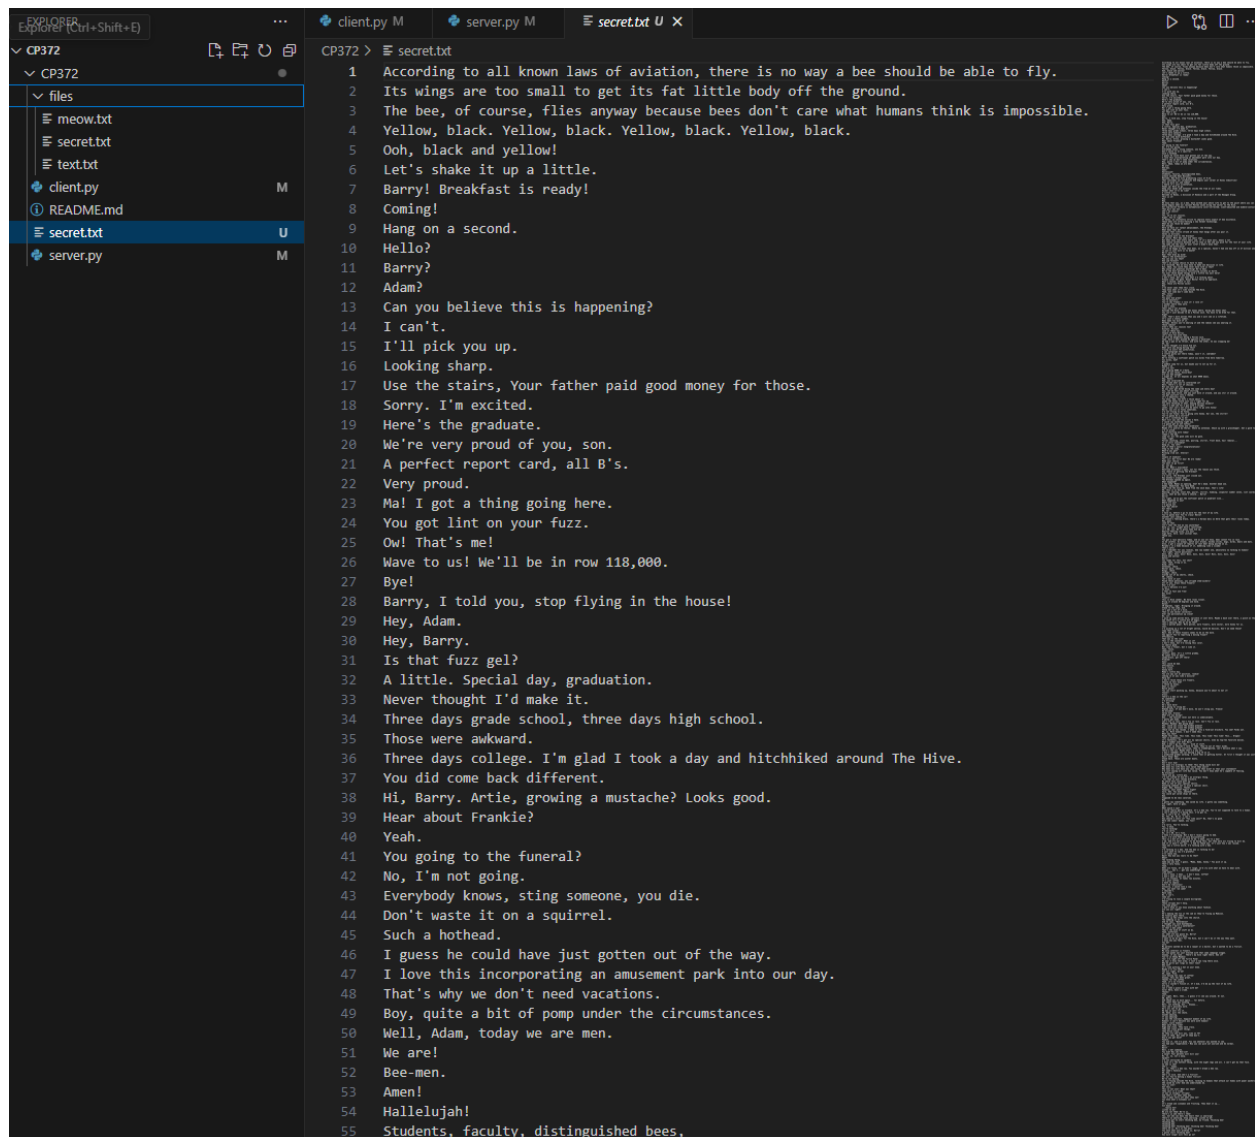 EXPLORER
Explorer (Ctrl+Shift+E)
CP372
CP372
files
meow.txt
secret.txt
text.txt
client.py M
README.md
secret.txt U
server.py M
client.py M
server.py M
secret.txt U
CP372 > secret.txt
1 According to all known laws of aviation, there is no way a bee should be able to fly.
2 Its wings are too small to get its fat little body off the ground.
3 The bee, of course, flies anyway because bees don't care what humans think is impossible.
4 Yellow, black. Yellow, black. Yellow, black. Yellow, black.
5 Ooh, black and yellow!
6 Let's shake it up a little.
7 Barry! Breakfast is ready!
8 Coming!
9 Hang on a second.
10 Hello?
11 Barry?
12 Adam?
13 Can you believe this is happening?
14 I can't.
15 I'll pick you up.
16 Looking sharp.
17 Use the stairs, Your father paid good money for those.
18 Sorry. I'm excited.
19 Here's the graduate.
20 We're very proud of you, son.
21 A perfect report card, all B's.
22 Very proud.
23 Ma! I got a thing going here.
24 You got lint on your fuzz.
25 Ow! That's me!
26 Wave to us! We'll be in row 118,000.
27 Bye!
28 Barry, I told you, stop flying in the house!
29 Hey, Adam.
30 Hey, Barry.
31 Is that fuzz gel?
32 A little. Special day, graduation.
33 Never thought I'd make it.
34 Three days grade school, three days high school.
35 Those were awkward.
36 Three days college. I'm glad I took a day and hitchhiked around The Hive.
37 You did come back different.
38 Hi, Barry. Artie, growing a mustache? Looks good.
39 Hear about Frankie?
40 Yeah.
41 You going to the funeral?
42 No, I'm not going.
43 Everybody knows, sting someone, you die.
44 Don't waste it on a squirrel.
45 Such a hothead.
46 I guess he could have just gotten out of the way.
47 I love this incorporating an amusement park into our day.
48 That's why we don't need vacations.
49 Boy, quite a bit of pomp under the circumstances.
50 Well, Adam, today we are men.
51 We are!
52 Bee-men.
53 Amen!
54 Hallelujah!
55 Students, faculty, distinguished bees,